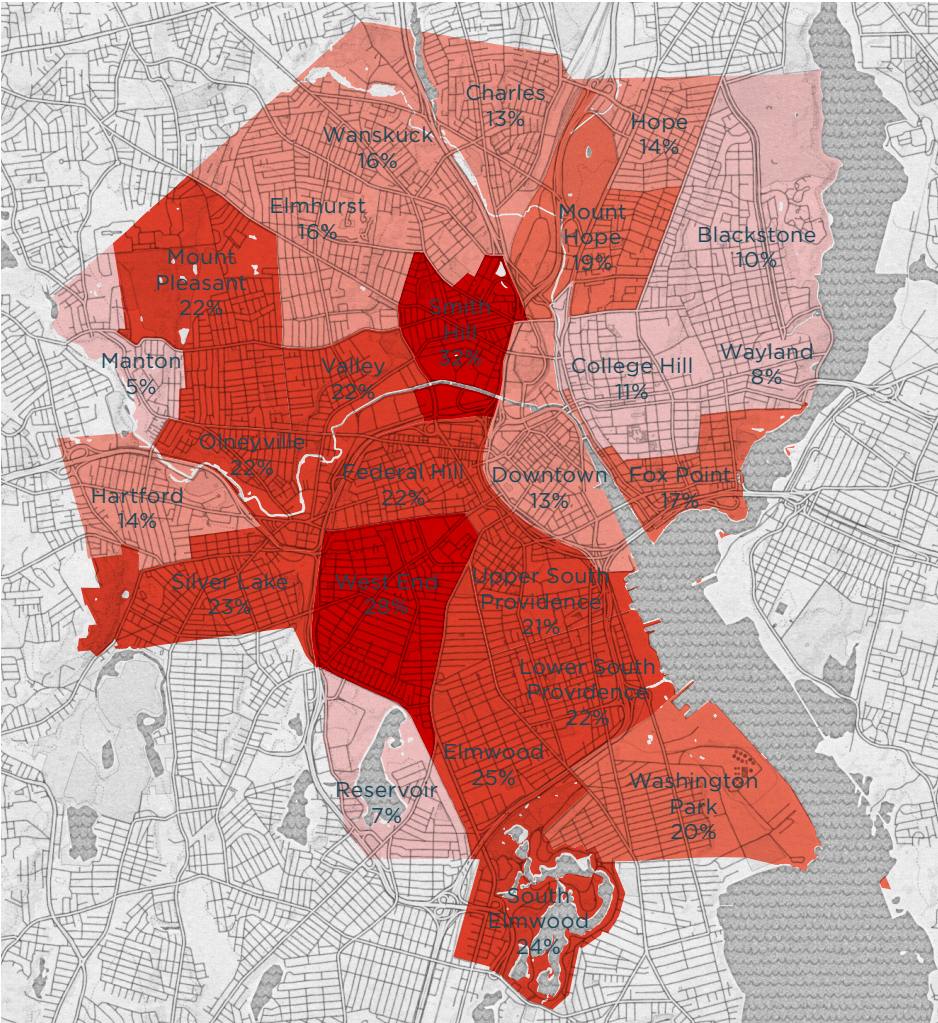 Charles
13%
Hope
14%
Wanskuck
16%
Elmhurst
16%
Mount
Hope
19%
Blackstone
10%
Mount
Pleasant
22%
Smith
Hill
32%
Manton
5%
Valley
22%
College Hill
11%
Wayland
8%
Olneyville
22%
Federal Hill
22%
Downtown
13%
Fox Point
17%
Hartford
14%
Silver Lake
23%
West End
28%
Upper South
Providence
21%
Lower South
Providence
22%
Elmwood
25%
Reservoir
7%
Washington
Park
20%
South
Elmwood
24%